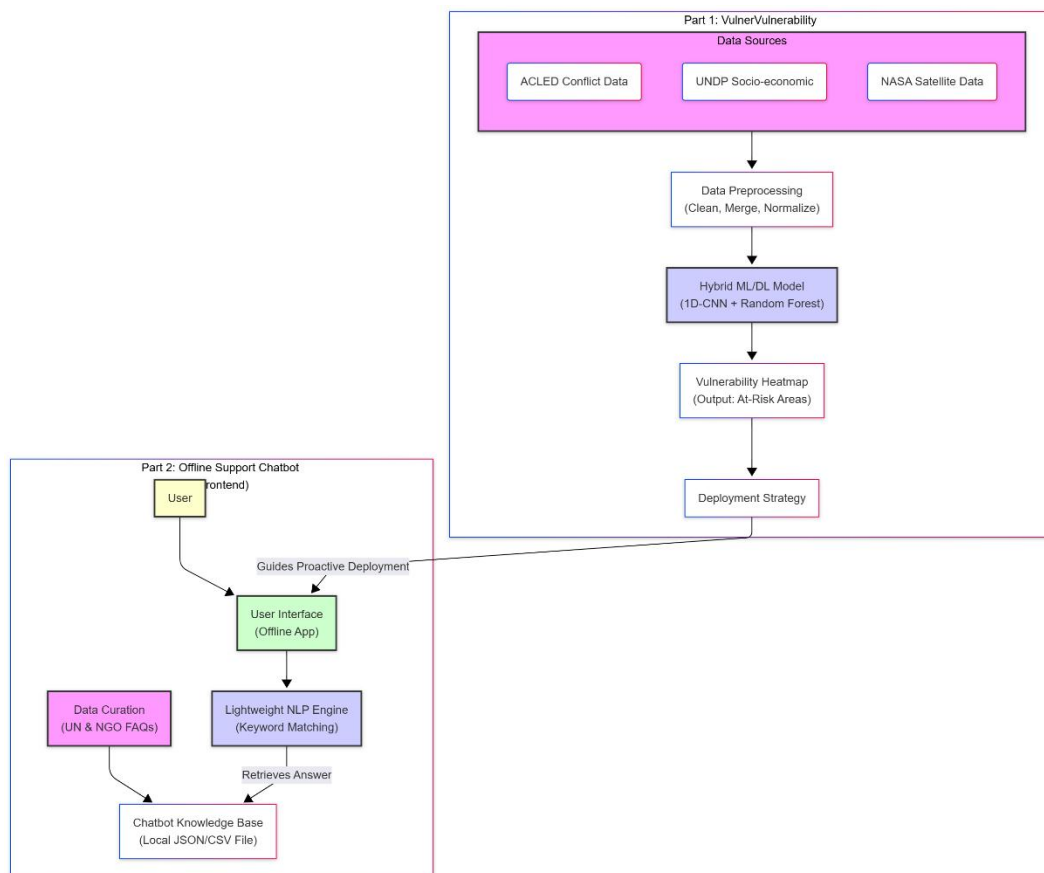 Part 1: VulnerVulnerability
Data Sources
ACLED Conflict Data
UNDP Socio-economic
NASA Satellite Data
Data Preprocessing
(Clean, Merge, Normalize)
Hybrid ML/DL Model
(1D-CNN + Random Forest)
Vulnerability Heatmap
(Output: At-Risk Areas)
Deployment Strategy
Part 2: Offline Support Chatbot
rontend)
User
Guides Proactive Deployment
User Interface
(Offline App)
Data Curation
(UN & NGO FAQs)
Lightweight NLP Engine
(Keyword Matching)
Retrieves Answer
Chatbot Knowledge Base
(Local JSON/CSV File)